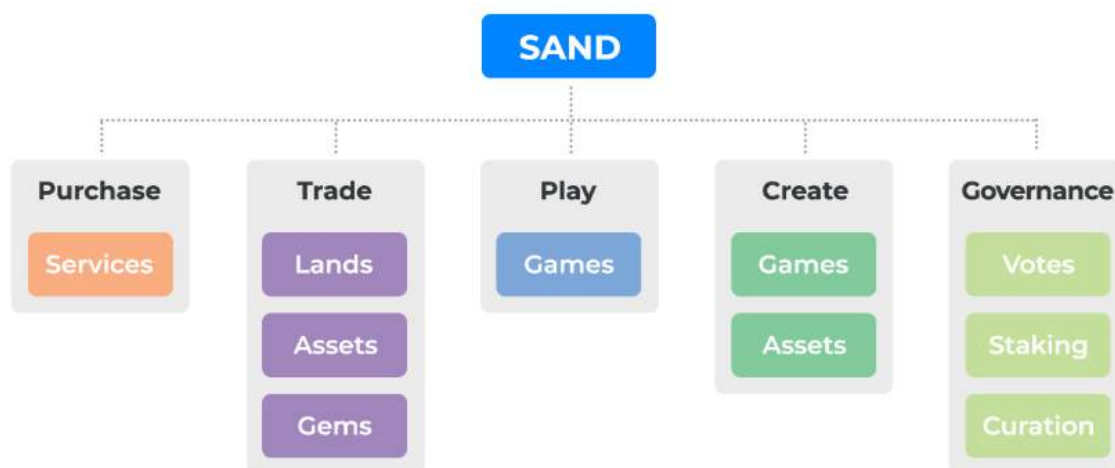 SAND
Purchase
Services
Trade
Lands
Assets
Gems
Play
Games
Create
Games
Assets
Governance
Votes
Staking
Curation